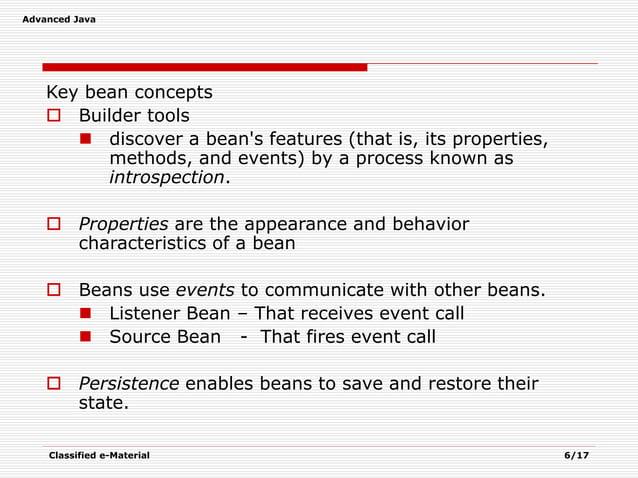 Advanced Java
Key bean concepts
Builder tools
discover a bean's features (that is, its properties,
methods, and events) by a process known as
introspection.
Properties are the appearance and behavior
characteristics of a bean
Beans use events to communicate with other beans.
Listener Bean – That receives event call
Source Bean - That fires event call
Persistence enables beans to save and restore their
state.
Classified e-Material 6/17